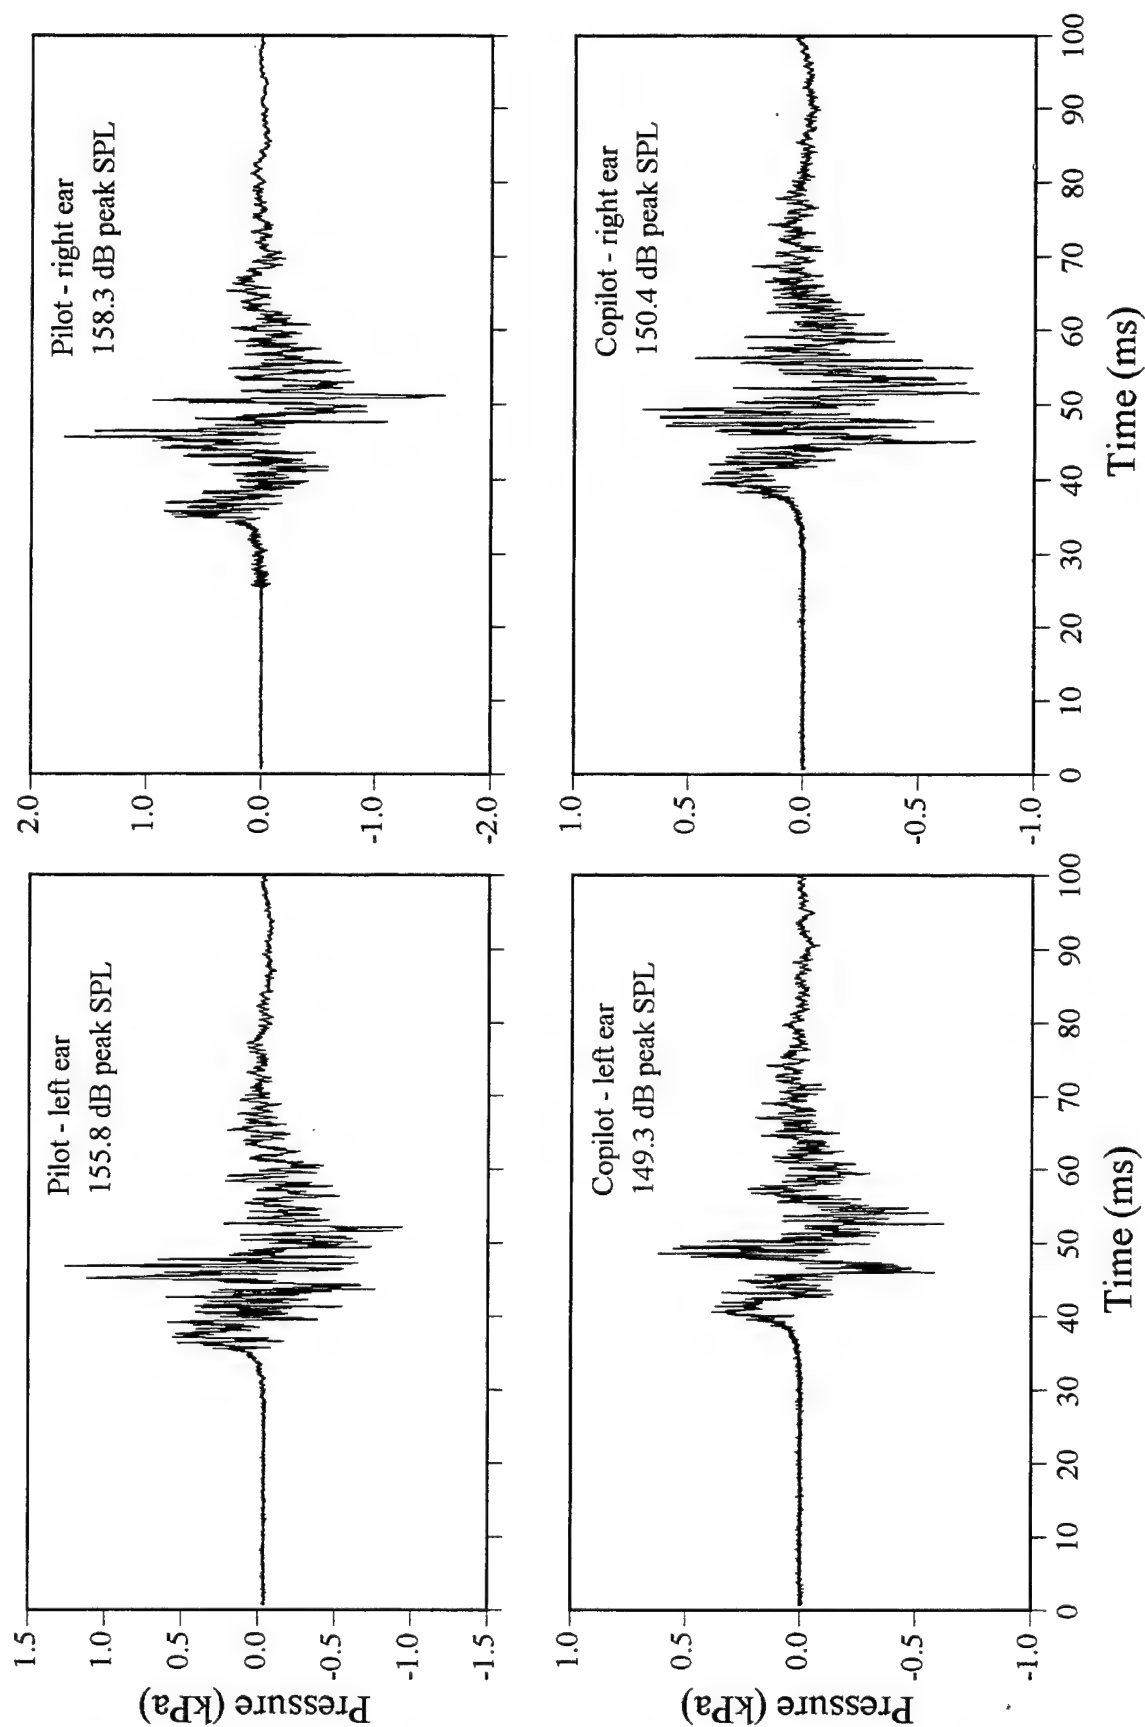 Pilot - left ear
155.8 dB peak SPL
1.5
1.0
0.5
0.0
-0.5
-1.0
-1.5
Pressure (kPa)
Pilot - right ear
158.3 dB peak SPL
2.0
1.0
0.0
-1.0
-2.0
Copilot - left ear
149.3 dB peak SPL
1.0
0.5
0.0
-0.5
-1.0
Pressure (kPa)
0 10 20 30 40 50 60 70 80 90 100
Time (ms)
Copilot - right ear
150.4 dB peak SPL
1.0
0.5
0.0
-0.5
-1.0
0 10 20 30 40 50 60 70 80 90 100
Time (ms)